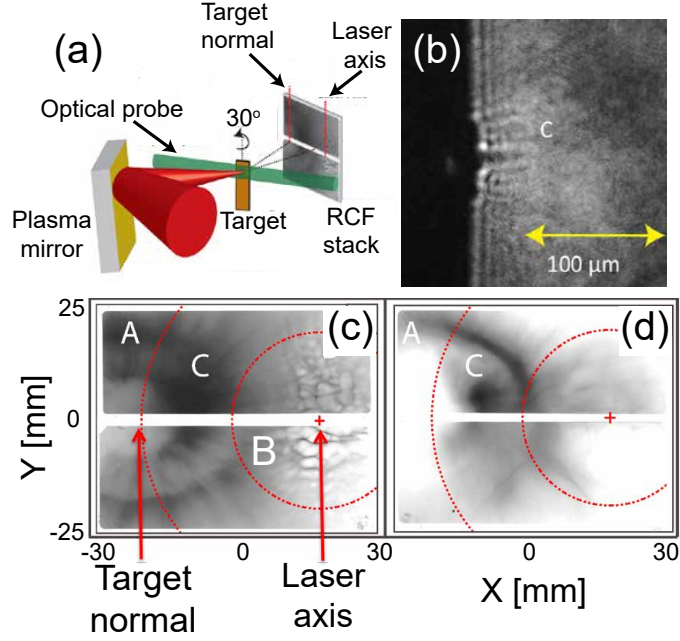 (a)
Target
normal
Laser
axis
Optical probe
30o
Plasma
mirror
Target
RCF
stack
(b)
C
100 µm
(c)
A
C
B
(d)
A
C
25
0
-25
Y [mm]
-30
0
30
0
30
Target
normal
Laser
axis
X [mm]